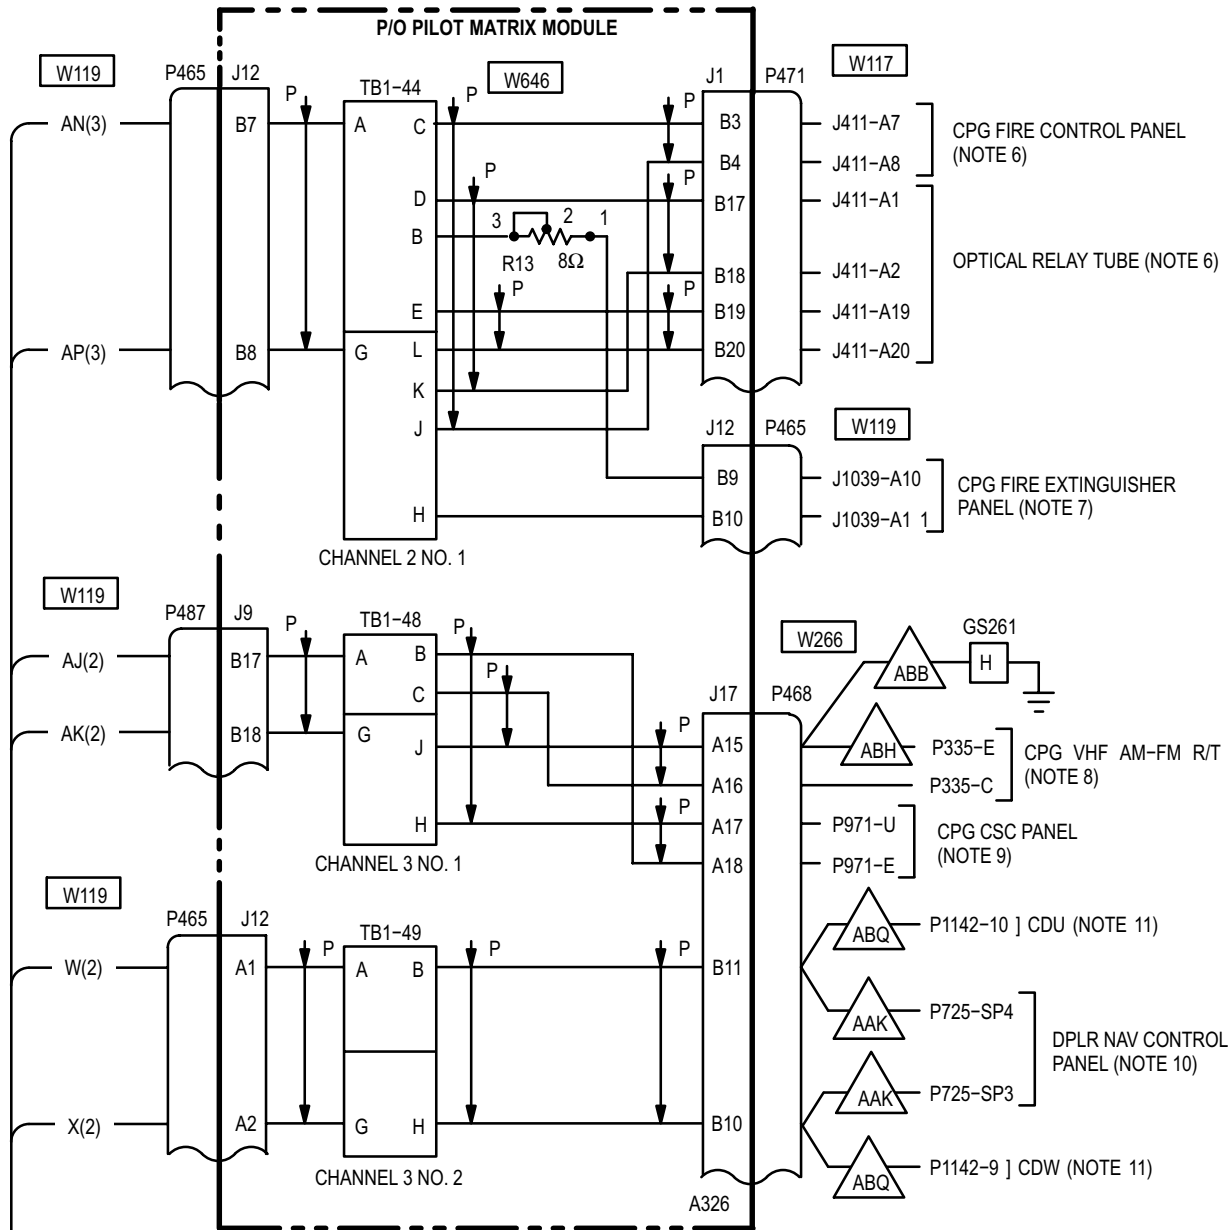 P/O PILOT MATRIX MODULE
W119
P465
J12
P
TB1-44
P
W646
J1
P471
W117
AN(3)
B7
A
C
P
B3
J411-A7
CPG FIRE CONTROL PANEL
(NOTE 6)
B4
J411-A8
P
P
D
B17
J411-A1
3
2
1
B
R13
8Ω
OPTICAL RELAY TUBE (NOTE 6)
B18
J411-A2
P
P
E
B19
J411-A19
AP(3)
B8
G
L
B20
J411-A20
K
J
J12
P465
W119
B9
J1039-A10
CPG FIRE EXTINGUISHER
PANEL (NOTE 7)
H
B10
J1039-A1 1
CHANNEL 2 NO. 1
W119
P487
J9
P
TB1-48
P
W266
GS261
AJ(2)
B17
A
B
ABB
H
P
C
J17
P468
AK(2)
B18
G
J
P
A15
ABH
P335-E
CPG VHF AM-FM R/T
(NOTE 8)
A16
P335-C
P
H
A17
P971-U
CPG CSC PANEL
(NOTE 9)
CHANNEL 3 NO. 1
A18
P971-E
W119
P465
J12
P
TB1-49
P
P
ABQ
P1142-10 ] CDU (NOTE 11)
W(2)
A1
A
B
B11
AAK
P725-SP4
DPLR NAV CONTROL
PANEL (NOTE 10)
AAK
P725-SP3
X(2)
A2
G
H
B10
ABQ
P1142-9 ] CDW (NOTE 11)
CHANNEL 3 NO. 2
A326